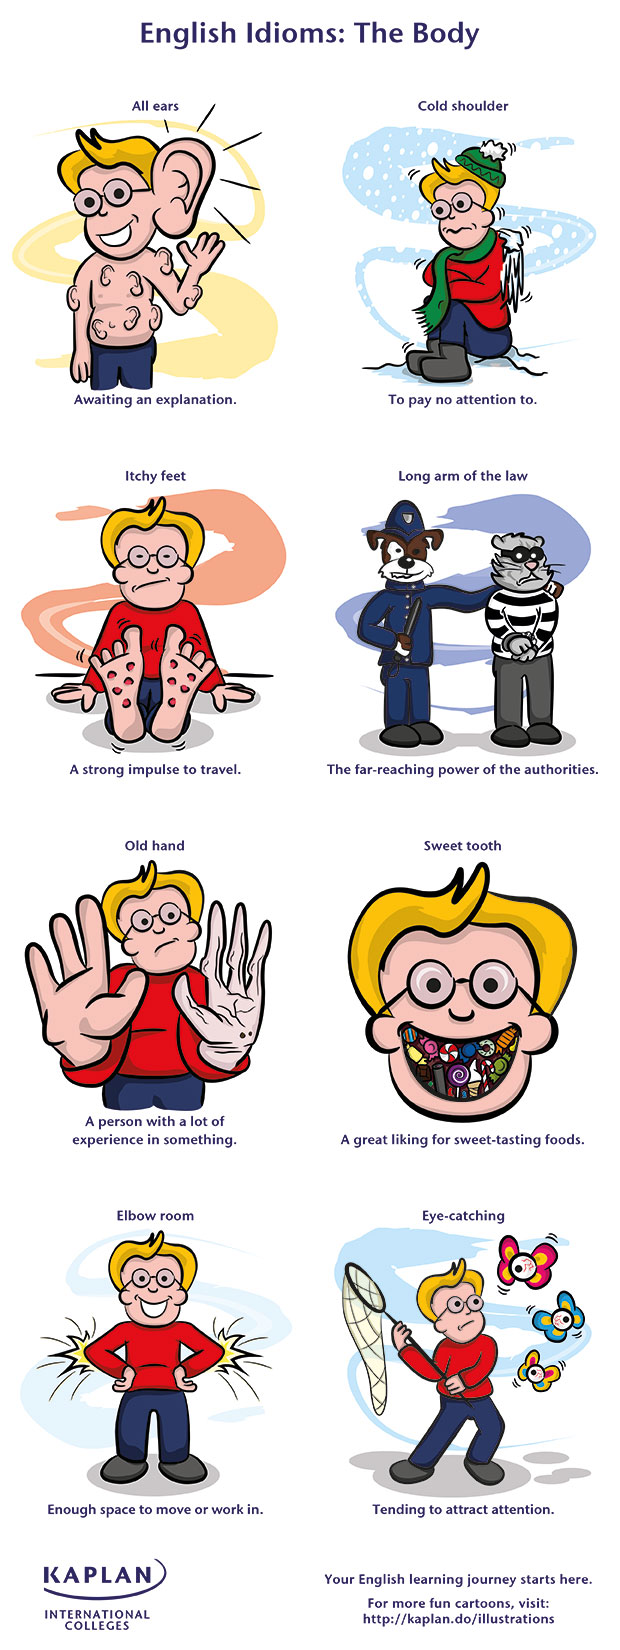 English Idioms: The Body
All ears
Awaiting an explanation.
Cold shoulder
To pay no attention to.
Itchy feet
A strong impulse to travel.
Long arm of the law
The far-reaching power of the authorities.
Old hand
A person with a lot of
experience in something.
Sweet tooth
A great liking for sweet-tasting foods.
Elbow room
Enough space to move or work in.
Eye-catching
Tending to attract attention.
KAPLAN
INTERNATIONAL
COLLEGES
Your English learning journey starts here.
For more fun cartoons, visit:
http://kaplan.do/illustrations